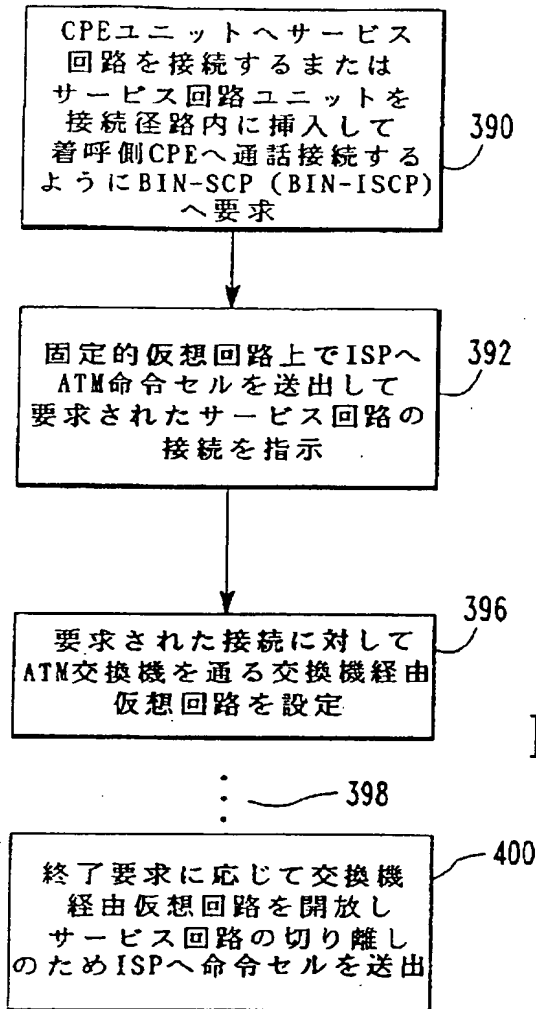 CPEユニットへサービス
回路を接続するまたは
サービス回路ユニットを
接続径路内に挿入して
着呼側CPEへ通話接続する
ようにBIN-SCP (BIN-ISCP)
へ要求
390
固定的仮想回路上でISPへ
ATM命令セルを送出して
要求されたサービス回路の
接続を指示
392
要求された接続に対して
ATM交換機を通る交換機経由
仮想回路を設定
396
398
終了要求に応じて交換機
経由仮想回路を開放し
サービス回路の切り離し
のためISPへ命令セルを送出
400